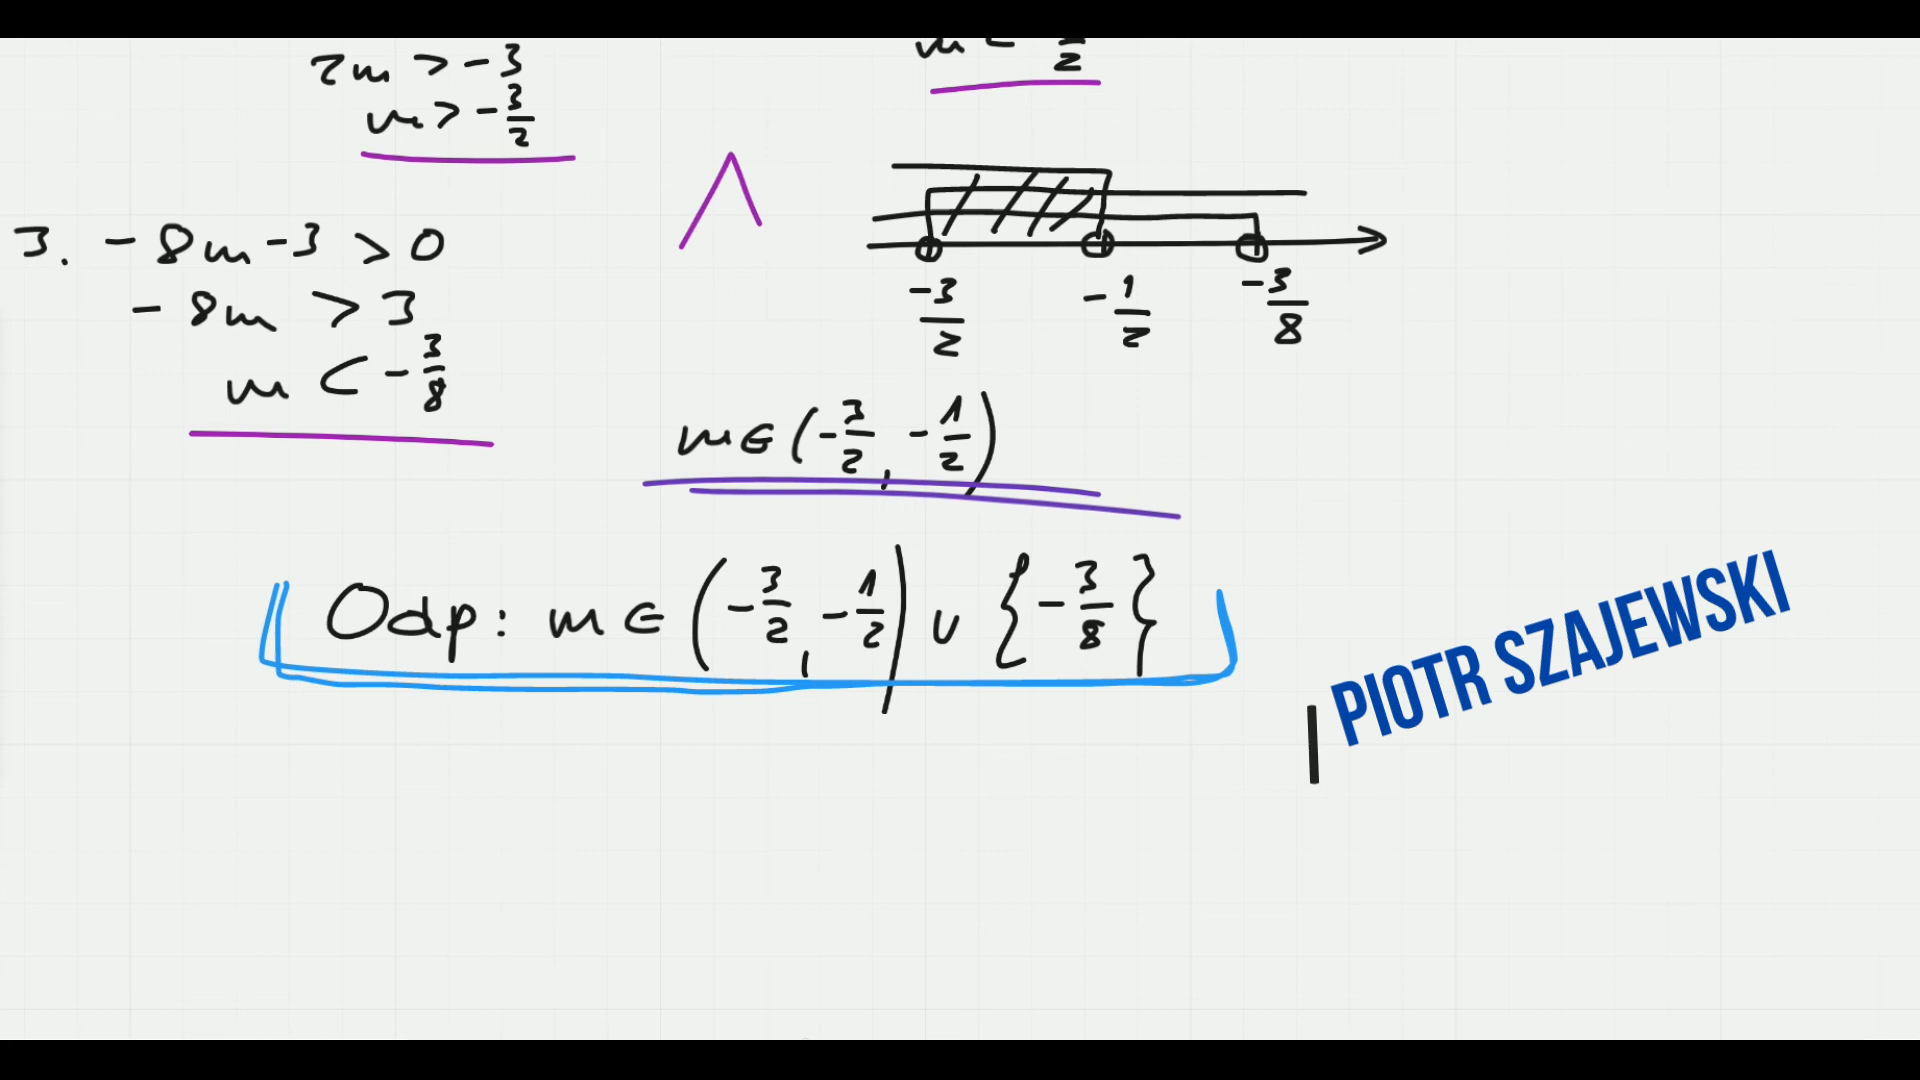 2m > -3
m > -3/2
m < 1/2
3. -8m -3 > 0
-8m > 3
m < -3/8
-3/2 -1/2 -3/8
m ∈ (-3/2, -1/2)
Odp: m ∈ (-3/2, -1/2) ∪ {-3/8}
PIOTR SZAJEWSKI